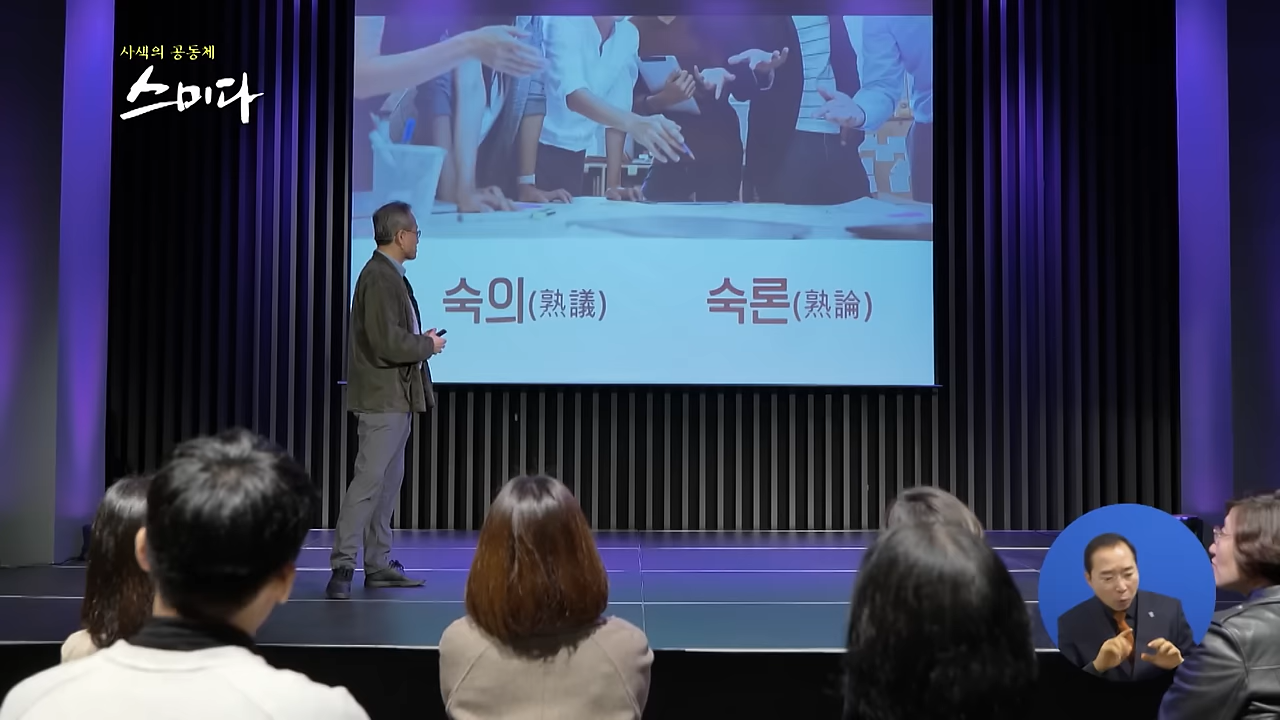 사색의 공동체
스미다
숙의(熟議) 숙론(熟論)